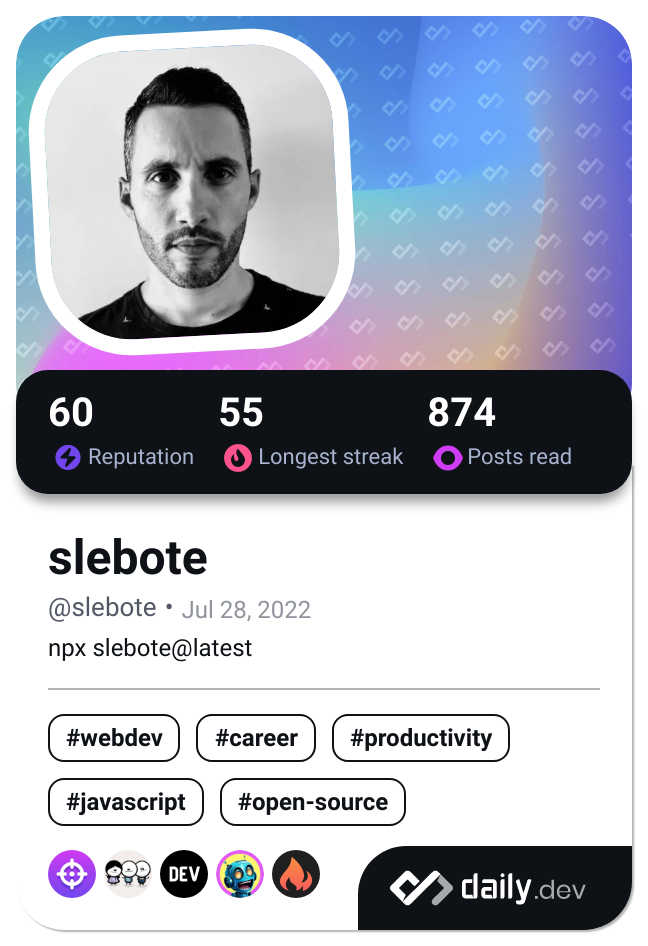 60 55 874
Reputation Longest streak Posts read
slebote
@slebote • Jul 28, 2022
npx slebote@latest
#webdev #career #productivity
#javascript #open-source
DEV
daily.dev